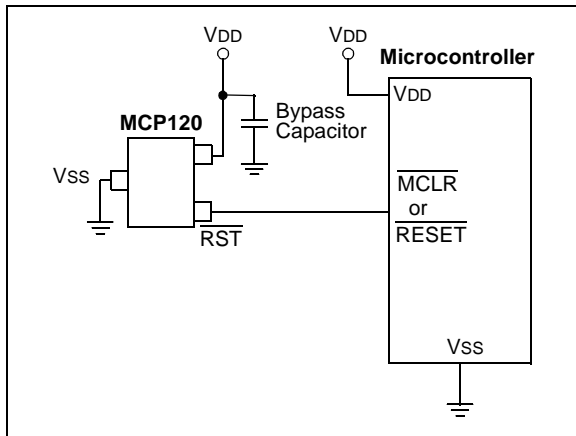 VDD
VDD
Microcontroller
VDD
Bypass
Capacitor
MCP120
VSS
MCLR
or
RESET
RST
VSS